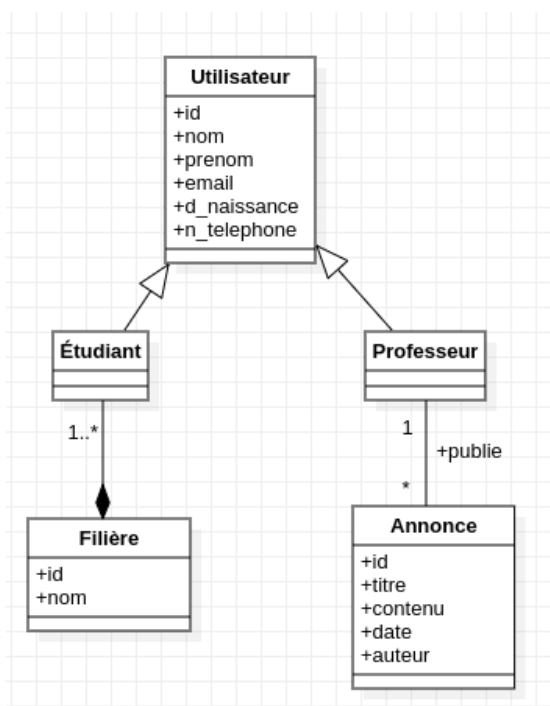 Utilisateur
+id
+nom
+prenom
+email
+d_naissance
+n_telephone
Étudiant
Professeur
1..*
1
+publie
*
Filière
+id
+nom
Annonce
+id
+titre
+contenu
+date
+auteur